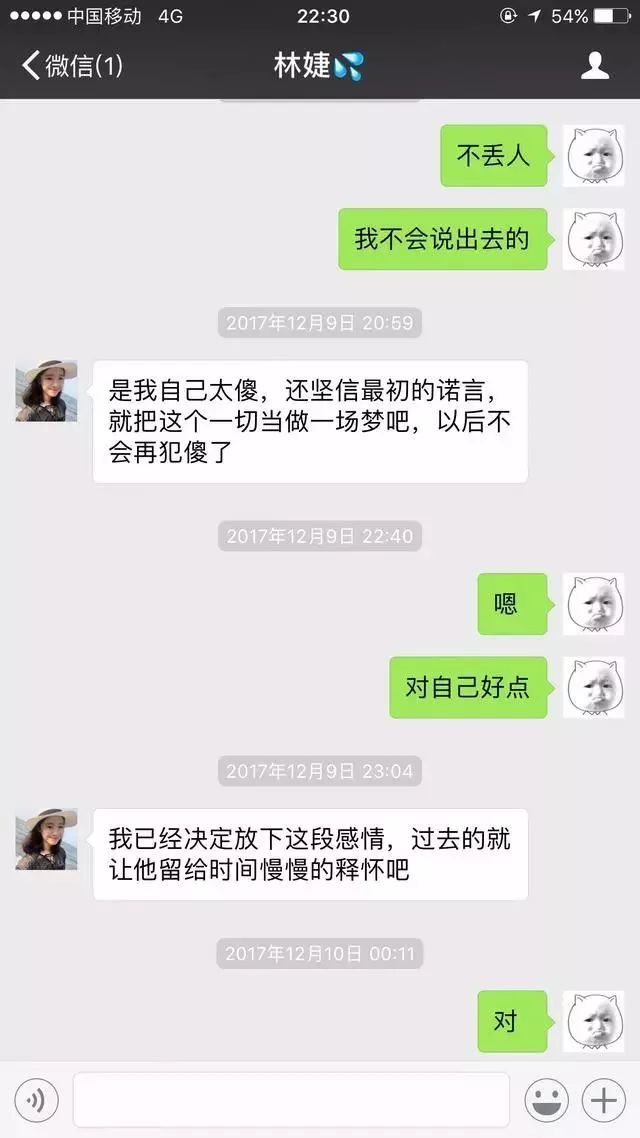 中国移动 4G 22:30 54%
微信(1) 林婕
不丢人
我不会说出去的
2017年12月9日 20:59
是我自己太傻，还坚信最初的诺言，
就把这个一切当做一场梦吧，以后不
会再犯傻了
2017年12月9日 22:40
嗯
对自己好点
2017年12月9日 23:04
我已经决定放下这段感情，过去的就
让他留给时间慢慢的释怀吧
2017年12月10日 00:11
对